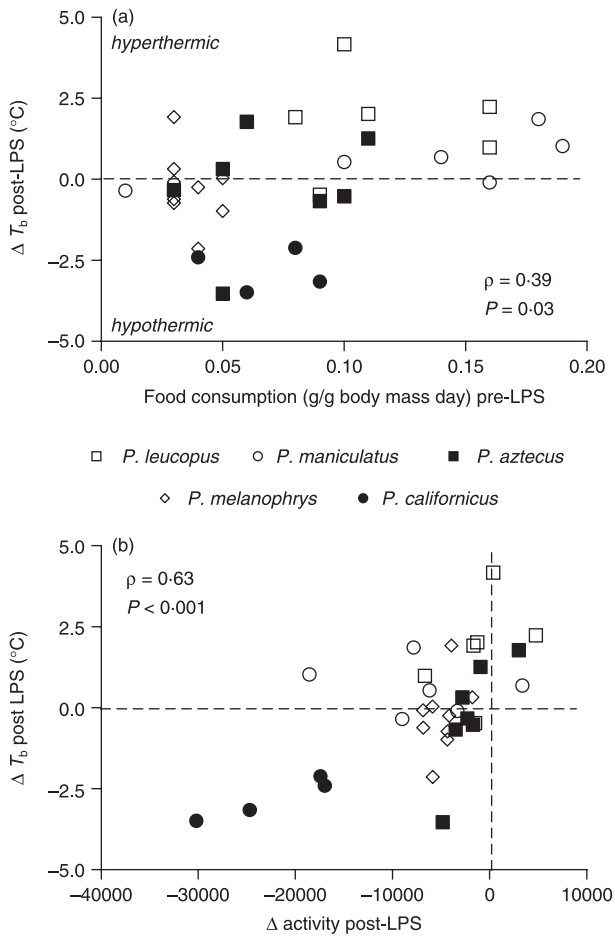 (a)
hyperthermic
5.0
2.5
0.0
−2.5
−5.0
Δ Tb post-LPS (°C)
hypothermic
ρ = 0·39
P = 0·03
0.00 0.05 0.10 0.15 0.20
Food consumption (g/g body mass day) pre-LPS
P. leucopus P. maniculatus P. aztecus
P. melanophrys P. californicus
(b)
ρ = 0·63
P < 0·001
5.0
2.5
0.0
−2.5
−5.0
Δ Tb post LPS (°C)
−40000 −30000 −20000 −10000 0 10000
Δ activity post-LPS